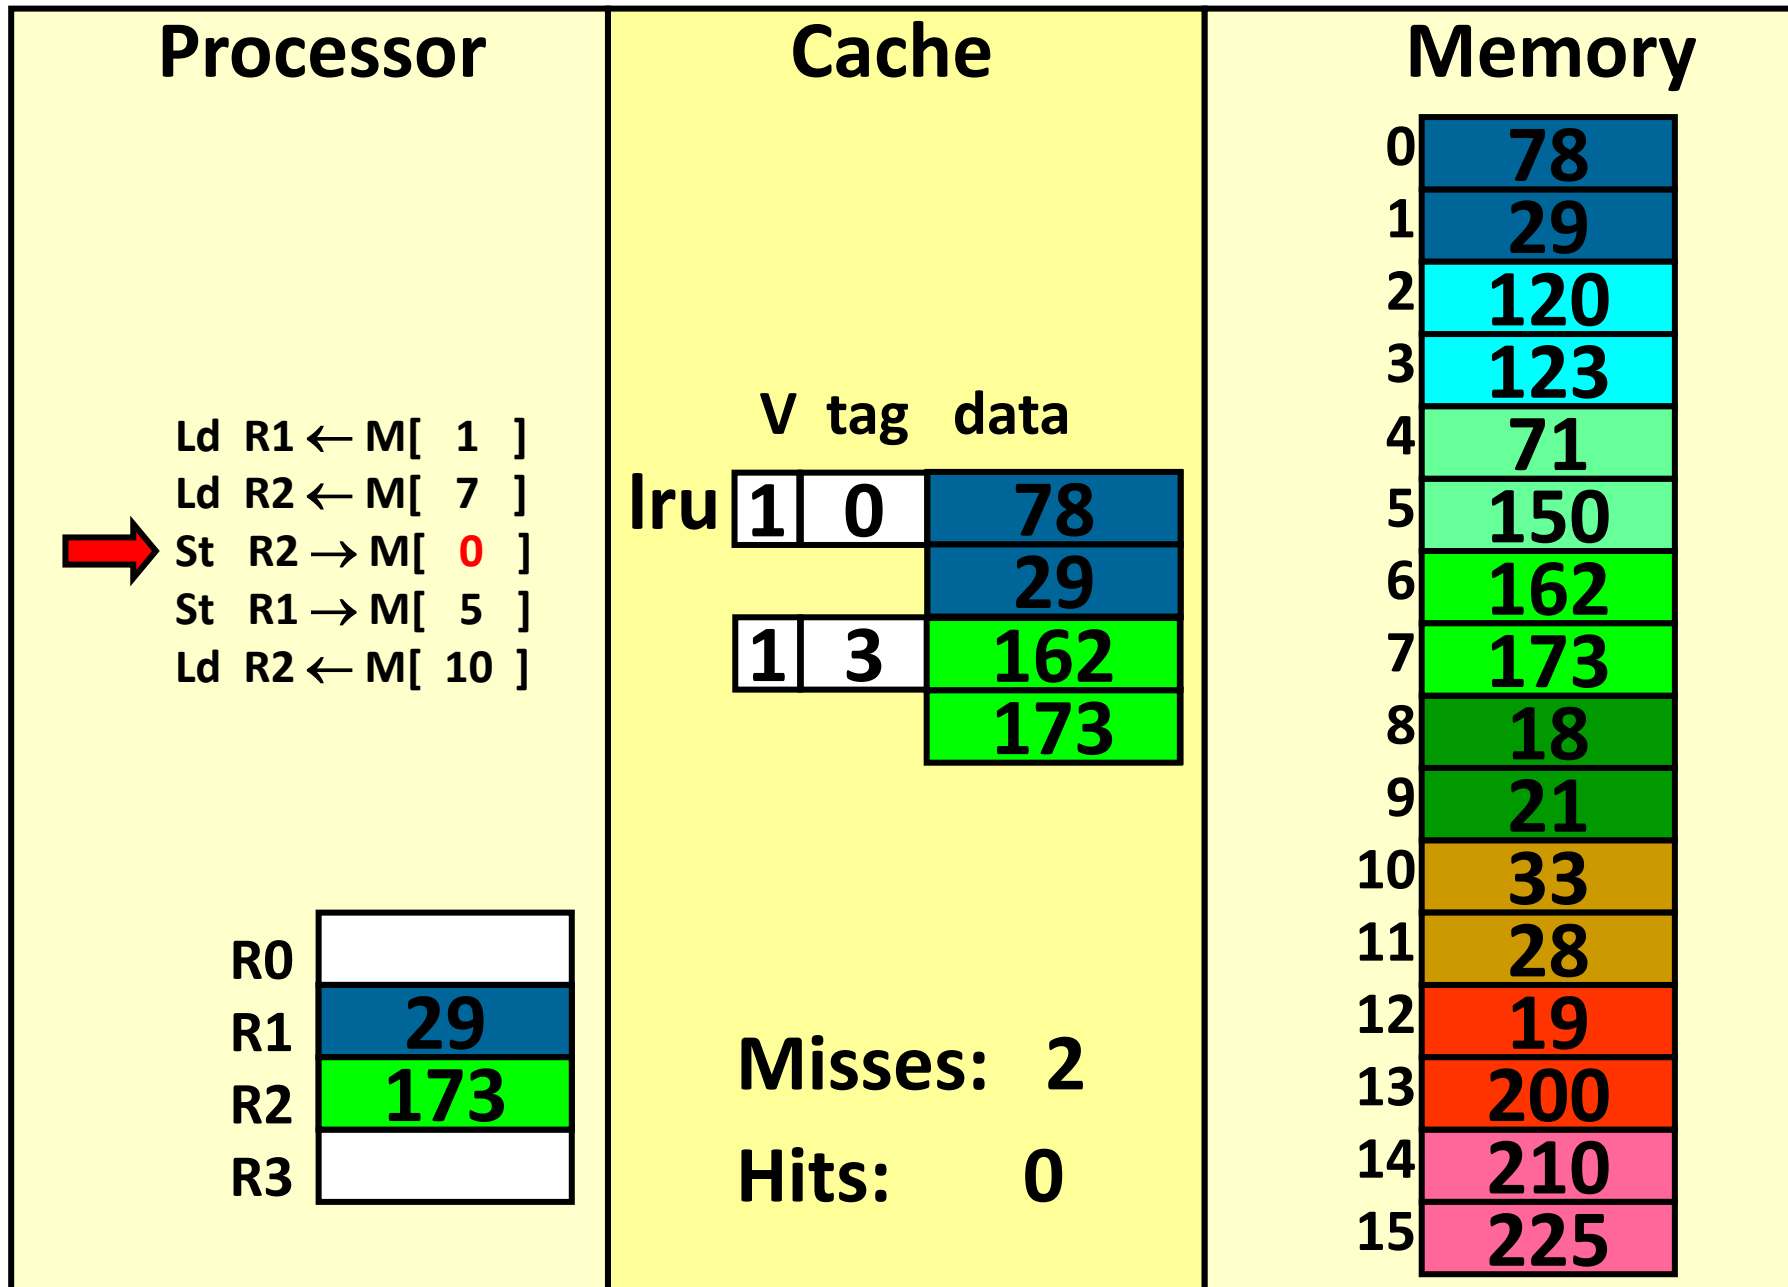 Processor
Ld R1 ← M[ 1 ]
Ld R2 ← M[ 7 ]
St R2 → M[ 0 ]
St R1 → M[ 5 ]
Ld R2 ← M[ 10 ]
R0
R1 29
R2 173
R3
Cache
V tag data
lru 1 0 78
29
1 3 162
173
Misses: 2
Hits: 0
Memory
0 78
1 29
2 120
3 123
4 71
5 150
6 162
7 173
8 18
9 21
10 33
11 28
12 19
13 200
14 210
15 225